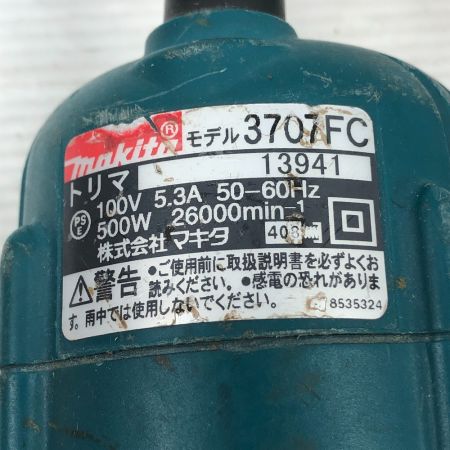 makita® モデル 3707FC
トリマ 13941
PS E 100V 5.3A 50-60Hz
500W 26000min-1
株式会社マキタ
警告 ●ご使用前に取扱説明書を必ずよくお
読みください。●感電の恐れがありま
す。雨中では使用しないでください。 8535324